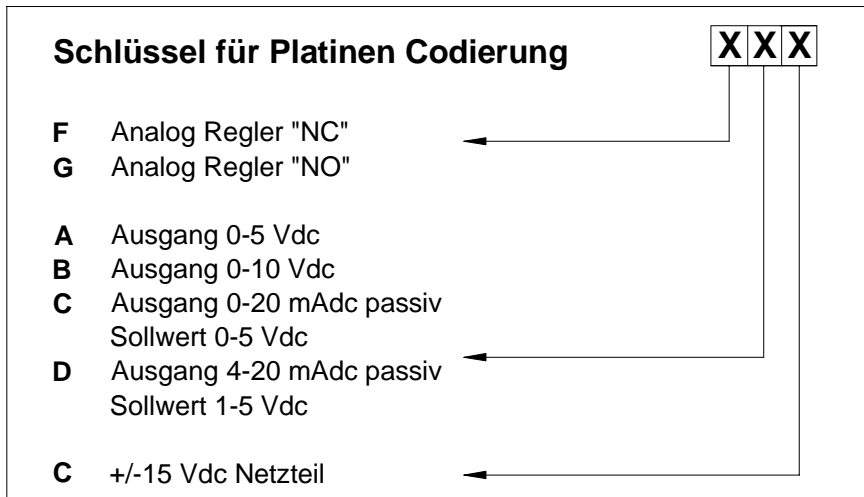 Schlüssel für Platinen Codierung XXX
F Analog Regler "NC"
G Analog Regler "NO"
A Ausgang 0-5 Vdc
B Ausgang 0-10 Vdc
C Ausgang 0-20 mAdc passiv
Sollwert 0-5 Vdc
D Ausgang 4-20 mAdc passiv
Sollwert 1-5 Vdc
C +/-15 Vdc Netzteil